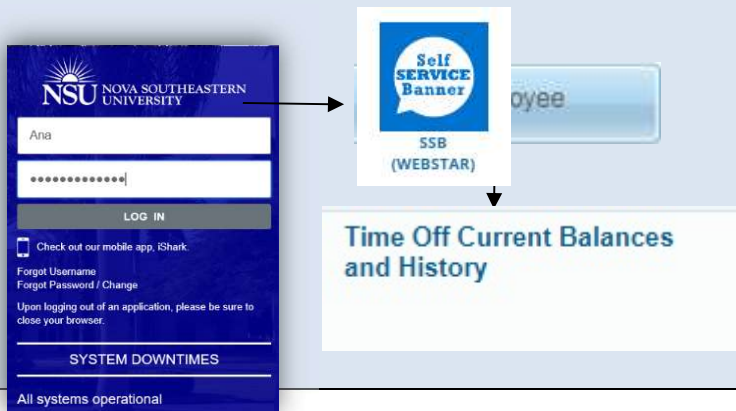 NSU NOVA SOUTHEASTERN
UNIVERSITY
Ana
LOG IN
Check out our mobile app, iShark.
Forgot Username
Forgot Password / Change
Upon logging out of an application, please be sure to
close your browser.
SYSTEM DOWNTIMES
All systems operational
Self
SERVICE
Banner
SSB
(WEBSTAR)
oyee
Time Off Current Balances
and History